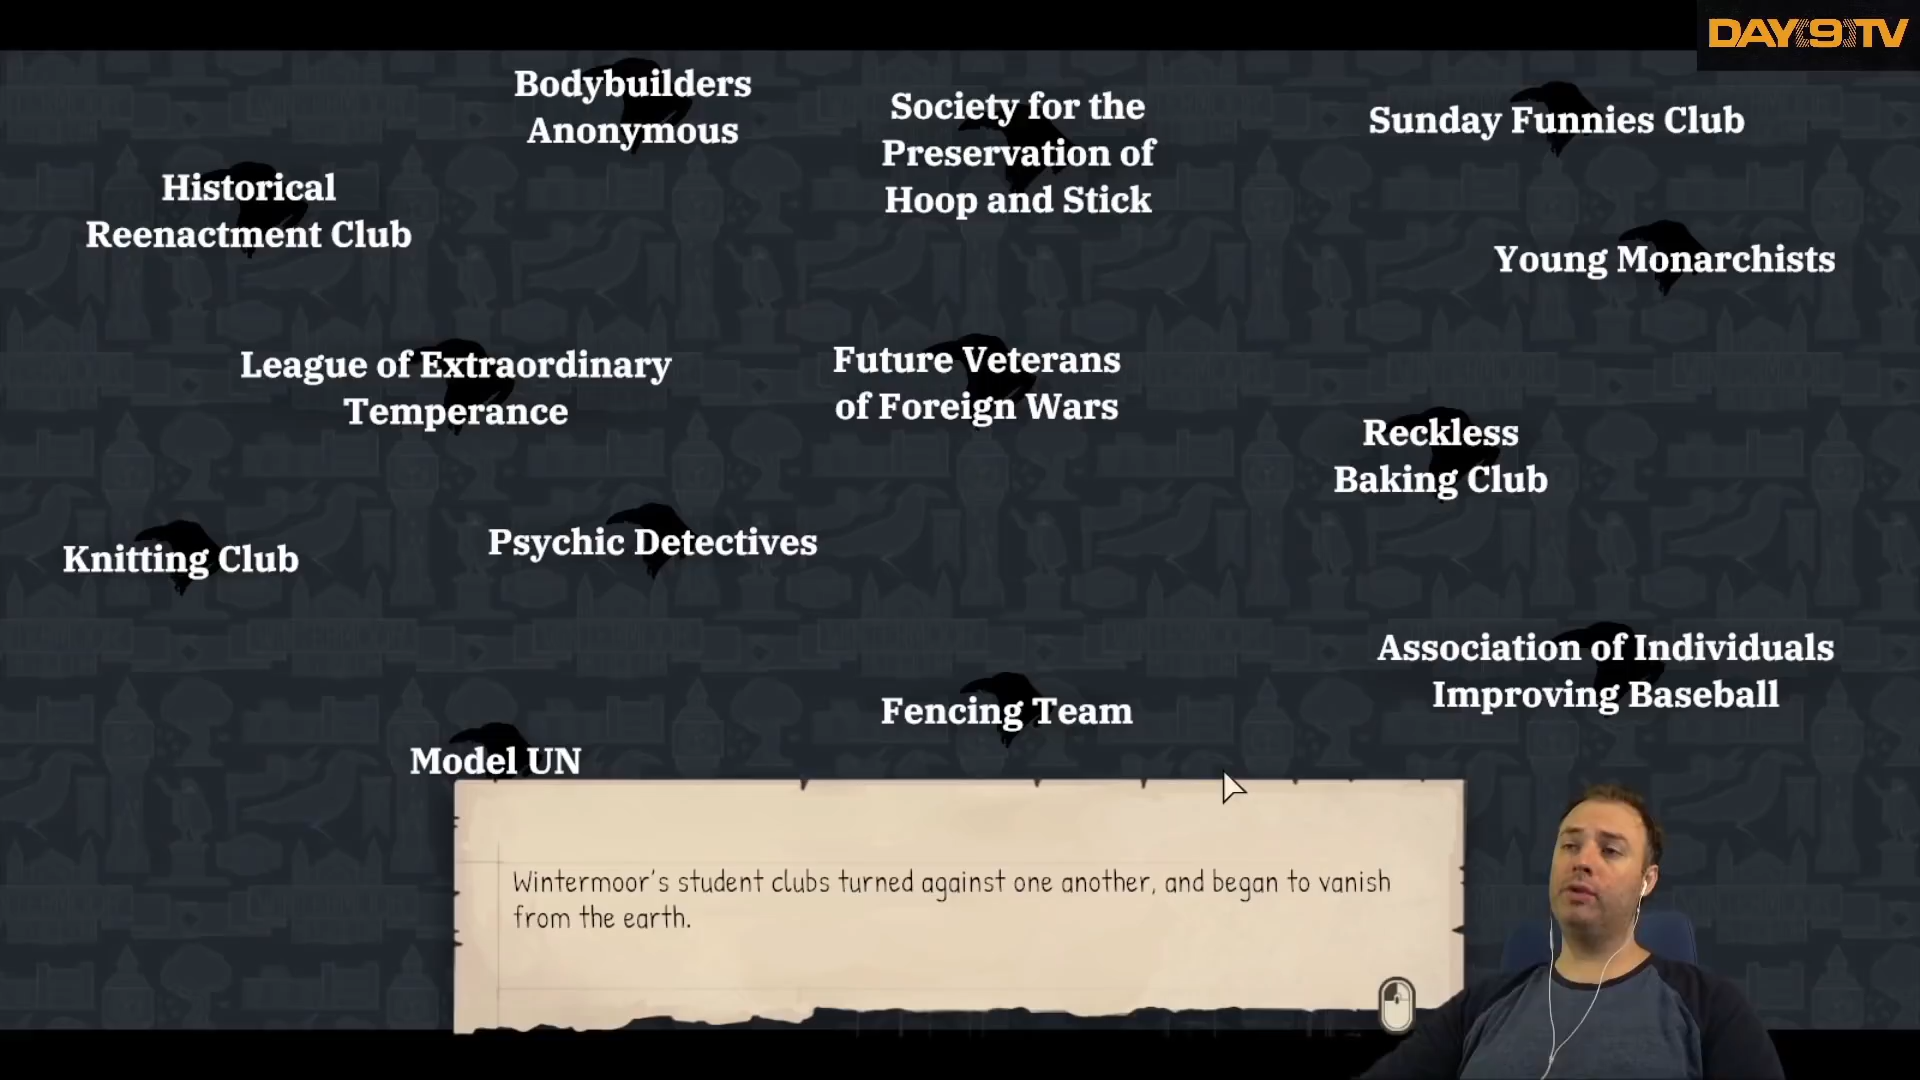 DAY[9]TV
Bodybuilders
Anonymous
Society for the
Preservation of
Hoop and Stick
Sunday Funnies Club
Historical
Reenactment Club
Young Monarchists
League of Extraordinary
Temperance
Future Veterans
of Foreign Wars
Reckless
Baking Club
Knitting Club
Psychic Detectives
Association of Individuals
Improving Baseball
Fencing Team
Model UN
Wintermoor's student clubs turned against one another, and began to vanish
from the earth.